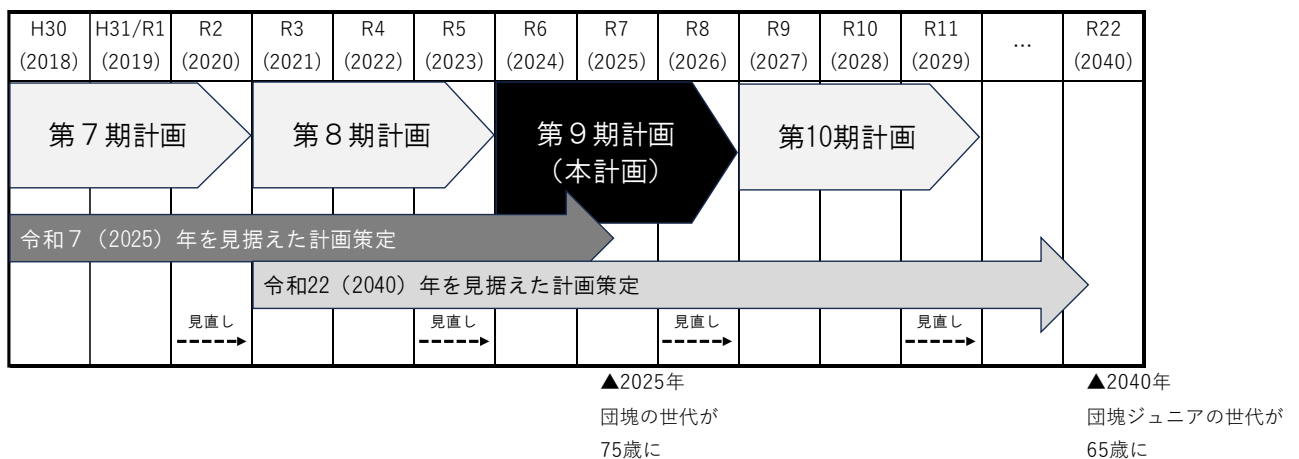 H30 H31/R1 R2 R3 R4 R5 R6 R7 R8 R9 R10 R11 … R22
(2018) (2019) (2020) (2021) (2022) (2023) (2024) (2025) (2026) (2027) (2028) (2029) (2040)
第７期計画 第８期計画 第９期計画 第10期計画
（本計画）
令和７（2025）年を見据えた計画策定
令和22（2040）年を見据えた計画策定
見直し 見直し 見直し 見直し
▲2025年 ▲2040年
団塊の世代が 団塊ジュニアの世代が
75歳に 65歳に